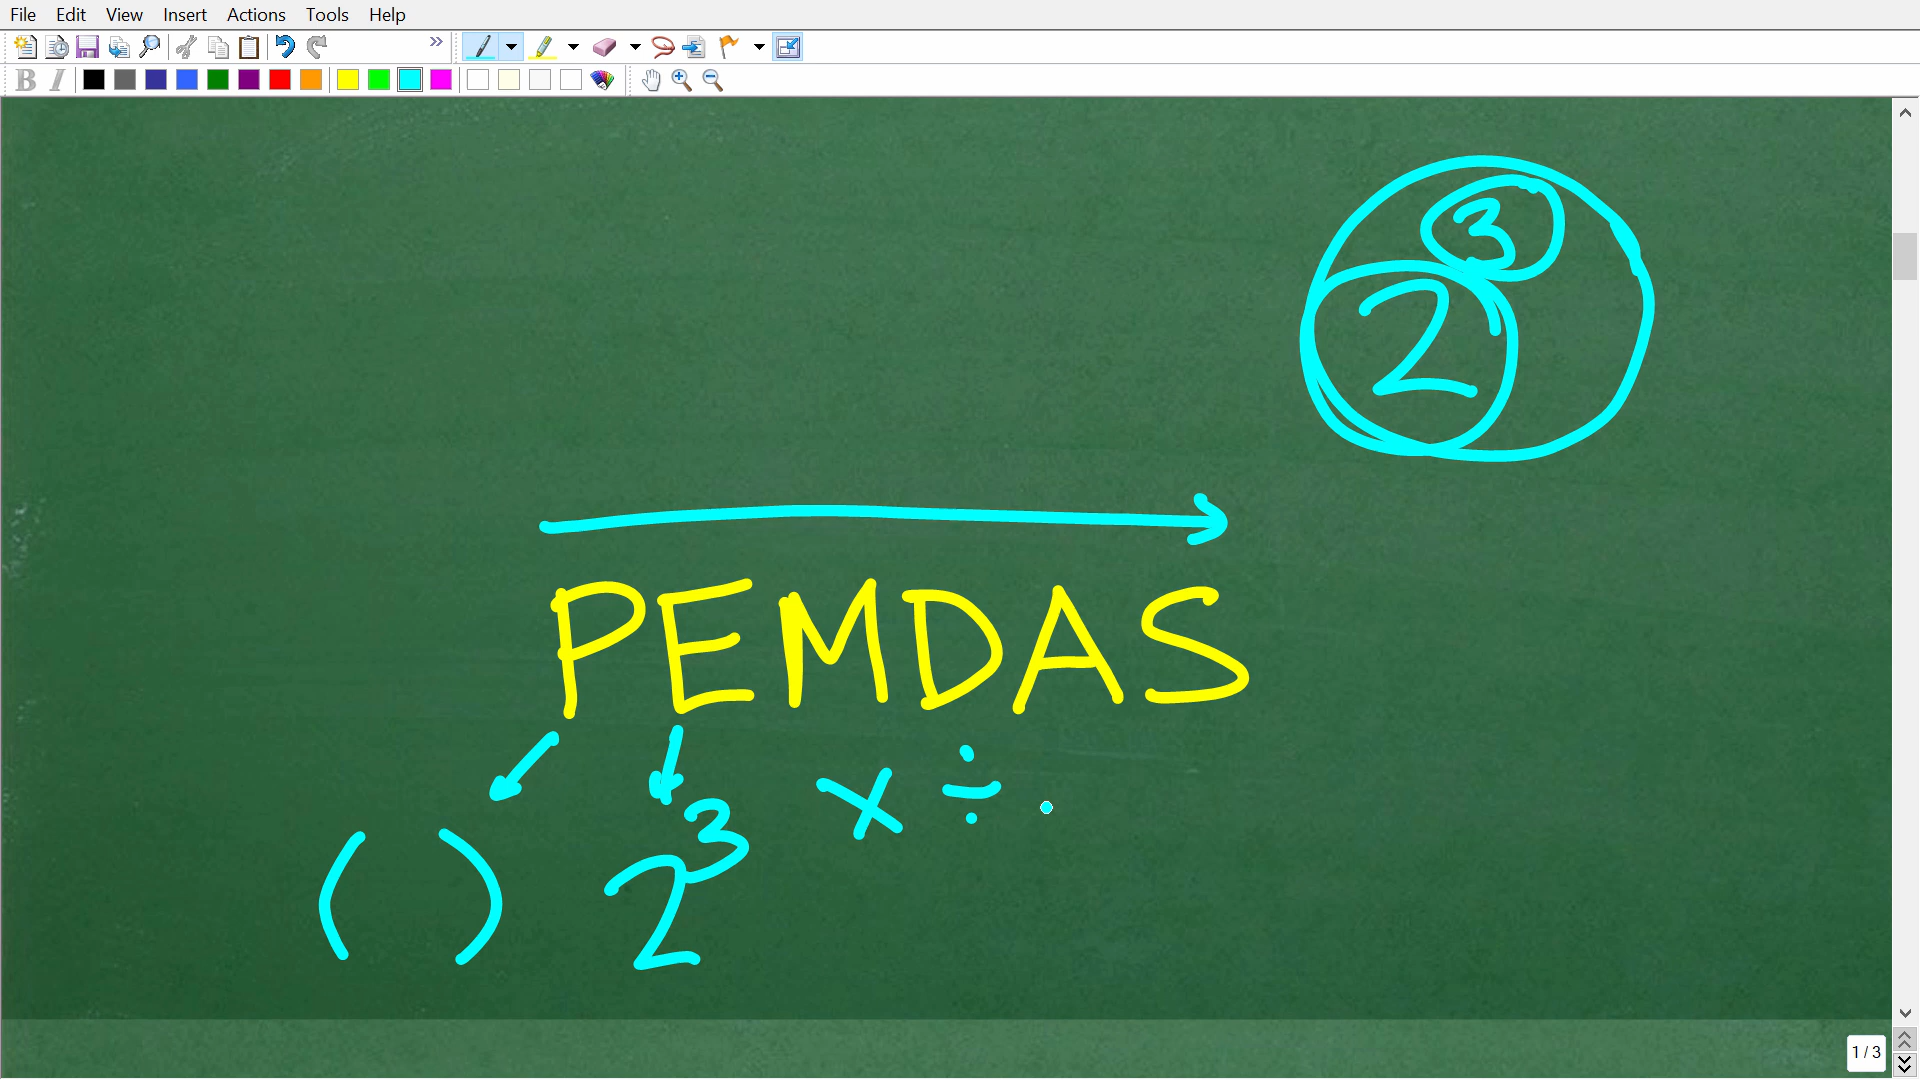 File Edit View Insert Actions Tools Help
B I
2³
PEMDAS
( ) 2³ × ÷
1 / 3